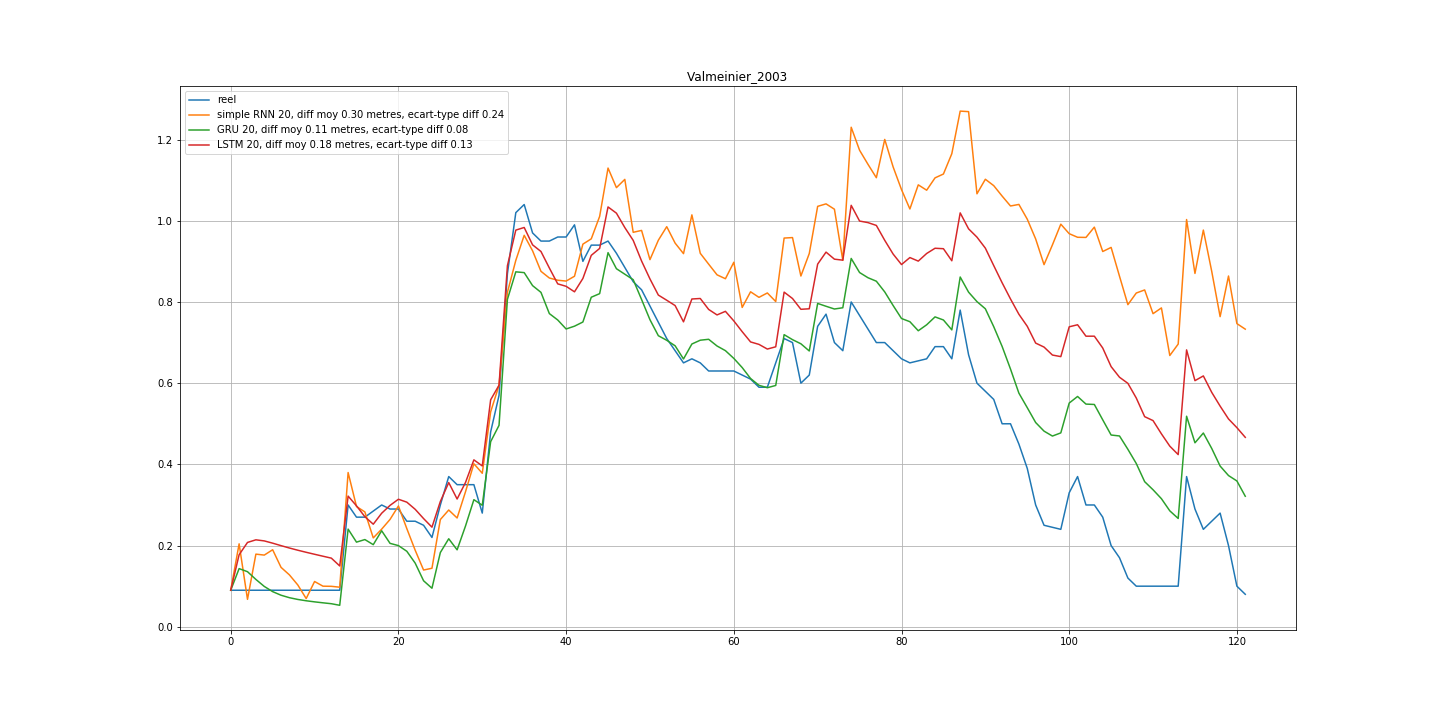 Valmeinier_2003
reel
simple RNN 20, diff moy 0.30 metres, ecart-type diff 0.24
GRU 20, diff moy 0.11 metres, ecart-type diff 0.08
LSTM 20, diff moy 0.18 metres, ecart-type diff 0.13
1.2
1.0
0.8
0.6
0.4
0.2
0.0
0 20 40 60 80 100 120